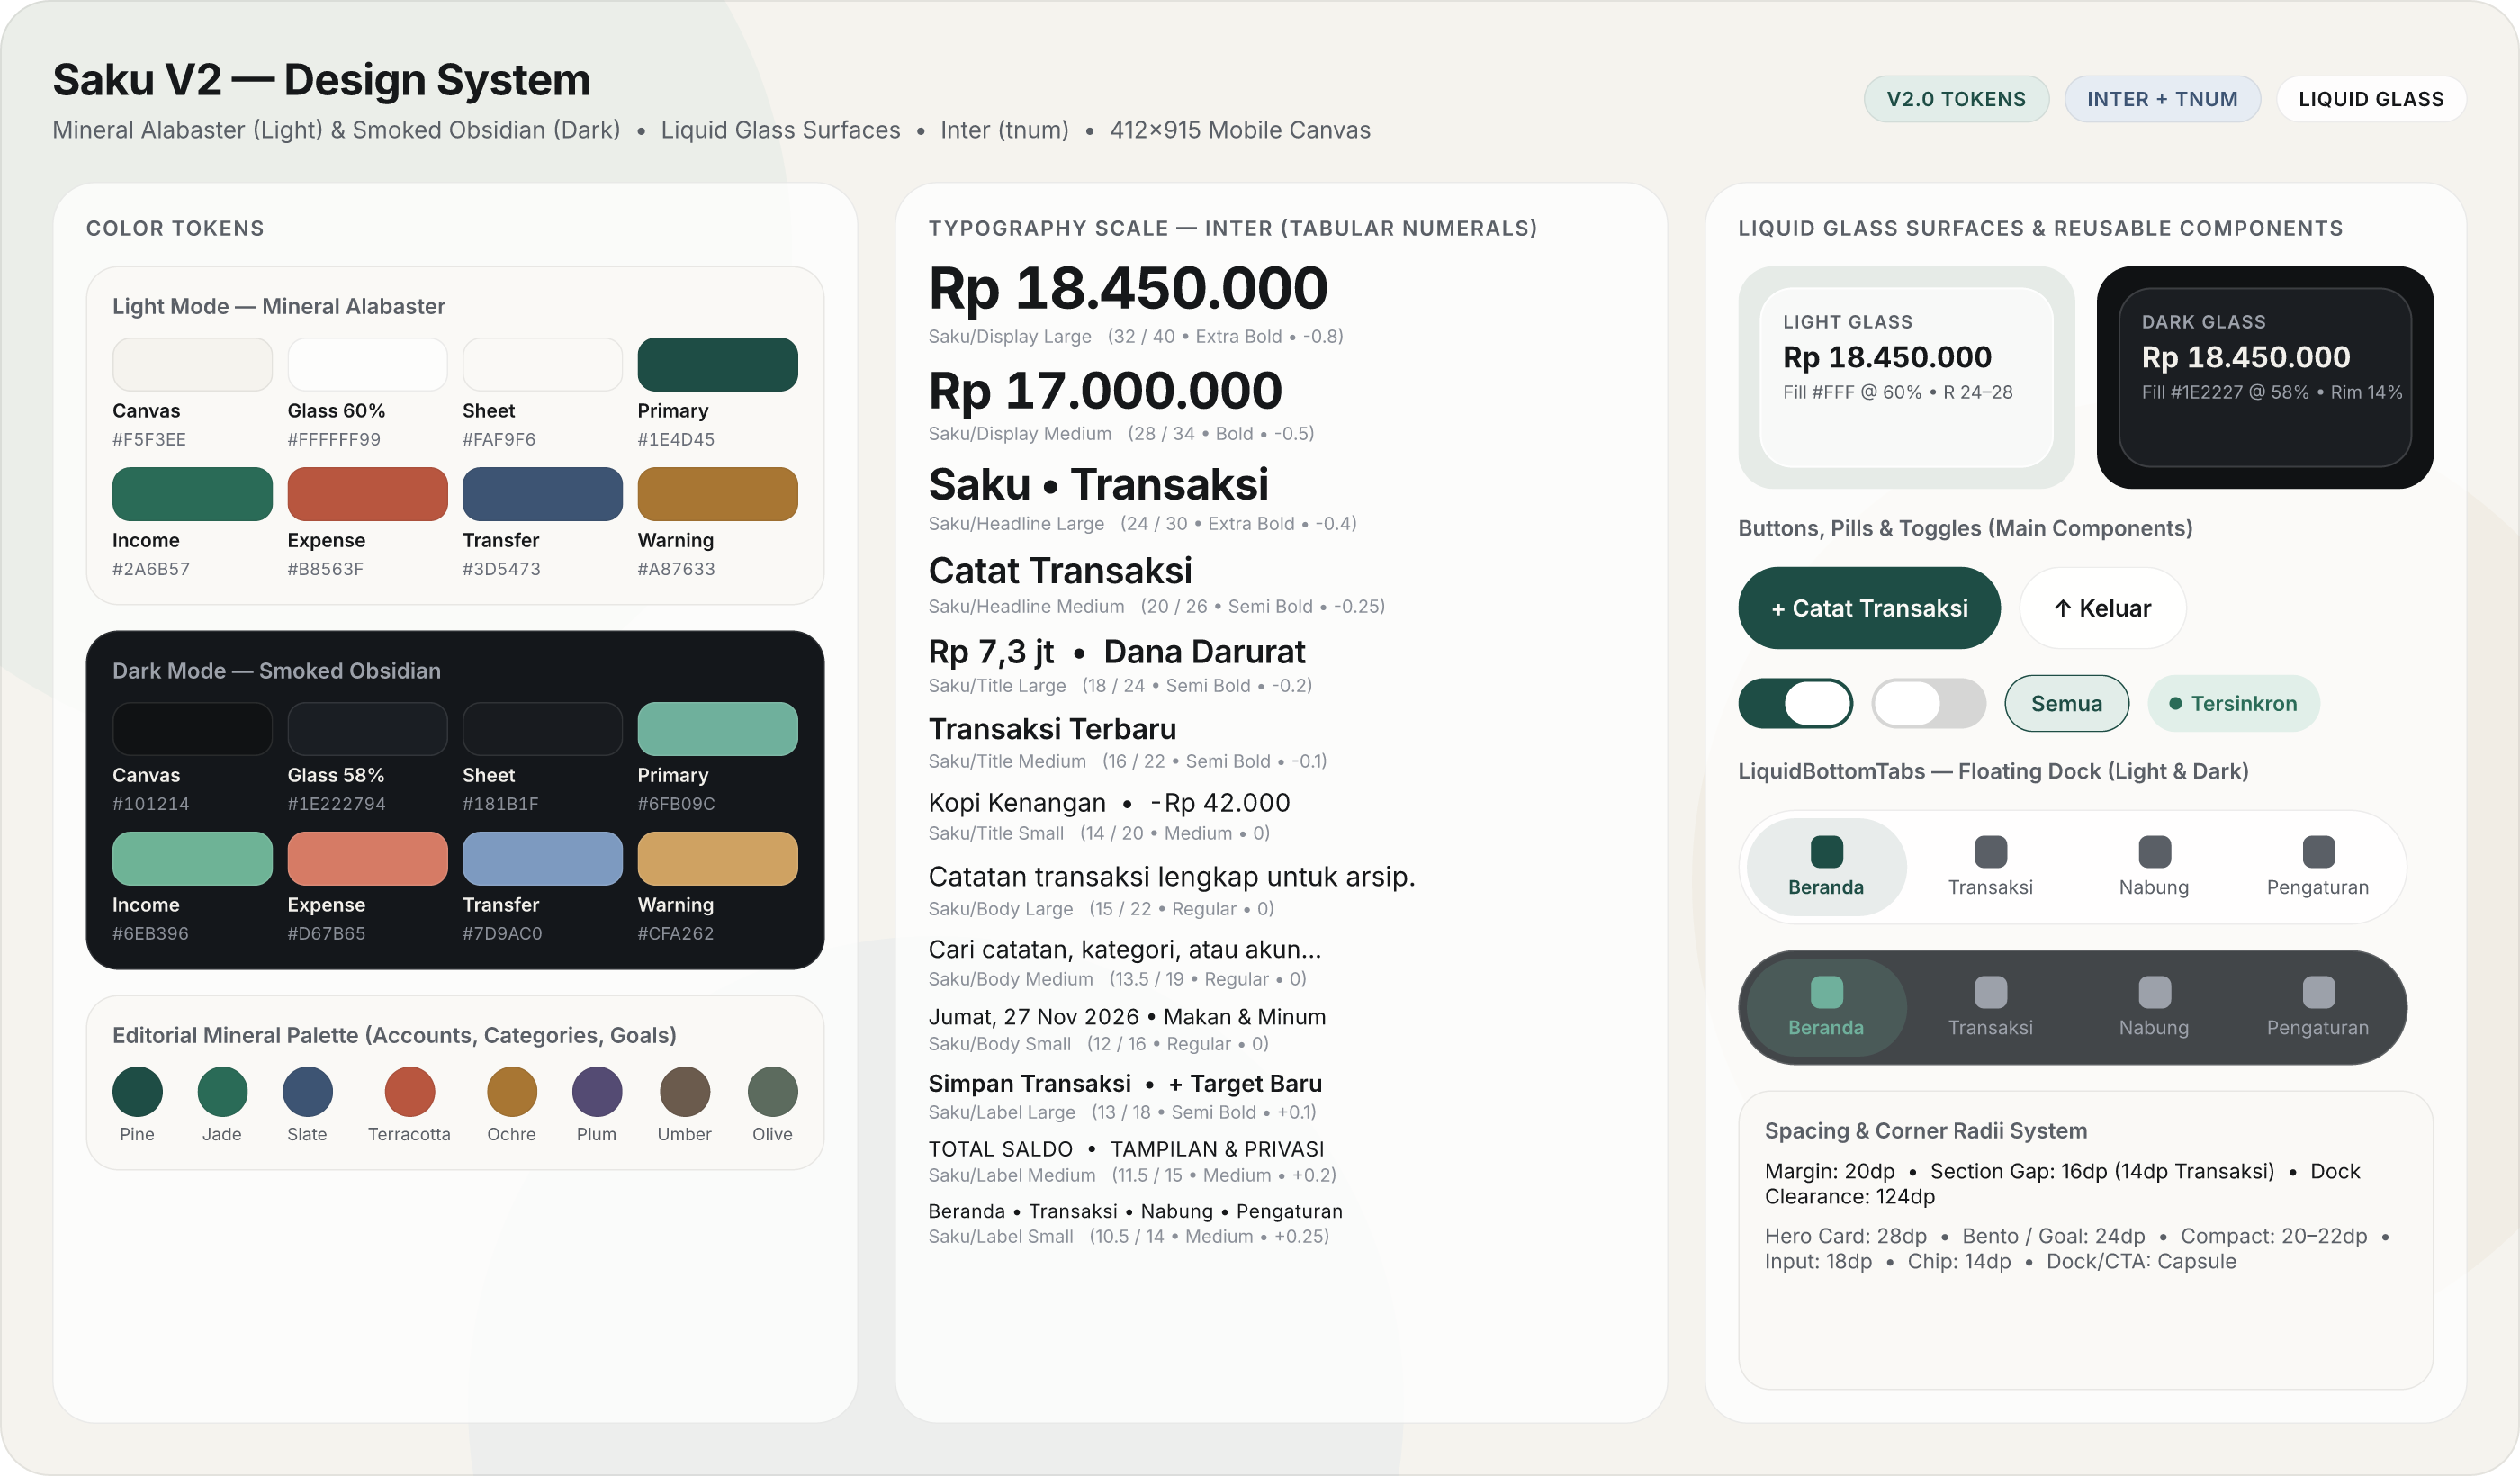 Saku V2 — Design System
Mineral Alabaster (Light) & Smoked Obsidian (Dark) • Liquid Glass Surfaces • Inter (tnum) • 412×915 Mobile Canvas
V2.0 TOKENS
INTER + TNUM
LIQUID GLASS
COLOR TOKENS
Light Mode — Mineral Alabaster
Canvas Glass 60% Sheet Primary
#F5F3EE #FFFFFF99 #FAF9F6 #1E4D45
Income Expense Transfer Warning
#2A6B57 #B8563F #3D5473 #A87633
Dark Mode — Smoked Obsidian
Canvas Glass 58% Sheet Primary
#101214 #1E222794 #181B1F #6FB09C
Income Expense Transfer Warning
#6EB396 #D67B65 #7D9AC0 #CFA262
Editorial Mineral Palette (Accounts, Categories, Goals)
Pine Jade Slate Terracotta Ochre Plum Umber Olive
TYPOGRAPHY SCALE — INTER (TABULAR NUMERALS)
Rp 18.450.000
Saku/Display Large (32 / 40 • Extra Bold • -0.8)
Rp 17.000.000
Saku/Display Medium (28 / 34 • Bold • -0.5)
Saku • Transaksi
Saku/Headline Large (24 / 30 • Extra Bold • -0.4)
Catat Transaksi
Saku/Headline Medium (20 / 26 • Semi Bold • -0.25)
Rp 7,3 jt • Dana Darurat
Saku/Title Large (18 / 24 • Semi Bold • -0.2)
Transaksi Terbaru
Saku/Title Medium (16 / 22 • Semi Bold • -0.1)
Kopi Kenangan • -Rp 42.000
Saku/Title Small (14 / 20 • Medium • 0)
Catatan transaksi lengkap untuk arsip.
Saku/Body Large (15 / 22 • Regular • 0)
Cari catatan, kategori, atau akun...
Saku/Body Medium (13.5 / 19 • Regular • 0)
Jumat, 27 Nov 2026 • Makan & Minum
Saku/Body Small (12 / 16 • Regular • 0)
Simpan Transaksi • + Target Baru
Saku/Label Large (13 / 18 • Semi Bold • +0.1)
TOTAL SALDO • TAMPILAN & PRIVASI
Saku/Label Medium (11.5 / 15 • Medium • +0.2)
Beranda • Transaksi • Nabung • Pengaturan
Saku/Label Small (10.5 / 14 • Medium • +0.25)
LIQUID GLASS SURFACES & REUSABLE COMPONENTS
LIGHT GLASS
Rp 18.450.000
Fill #FFF @ 60% • R 24–28
DARK GLASS
Rp 18.450.000
Fill #1E2227 @ 58% • Rim 14%
Buttons, Pills & Toggles (Main Components)
+ Catat Transaksi
↑ Keluar
Semua
• Tersinkron
LiquidBottomTabs — Floating Dock (Light & Dark)
Beranda Transaksi Nabung Pengaturan
Beranda Transaksi Nabung Pengaturan
Spacing & Corner Radii System
Margin: 20dp • Section Gap: 16dp (14dp Transaksi) • Dock
Clearance: 124dp
Hero Card: 28dp • Bento / Goal: 24dp • Compact: 20–22dp •
Input: 18dp • Chip: 14dp • Dock/CTA: Capsule